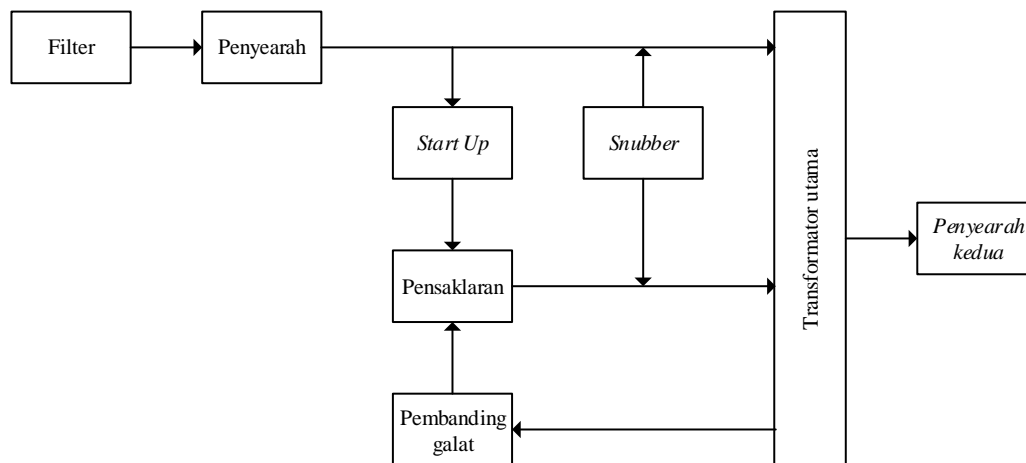 Filter
Penyearah
Start Up
Snubber
Transformator utama
Penyearah
kedua
Pensaklaran
Pembanding
galat